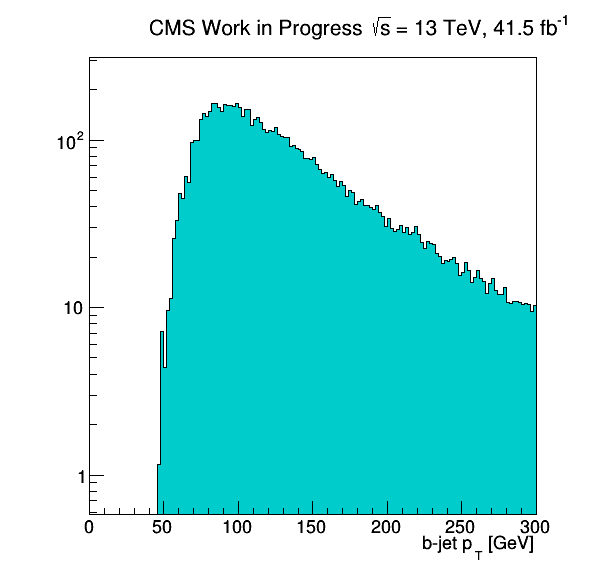 CMS Work in Progress √s = 13 TeV, 41.5 fb⁻¹
10²
10
1
0 50 100 150 200 250 300
b-jet p_T [GeV]